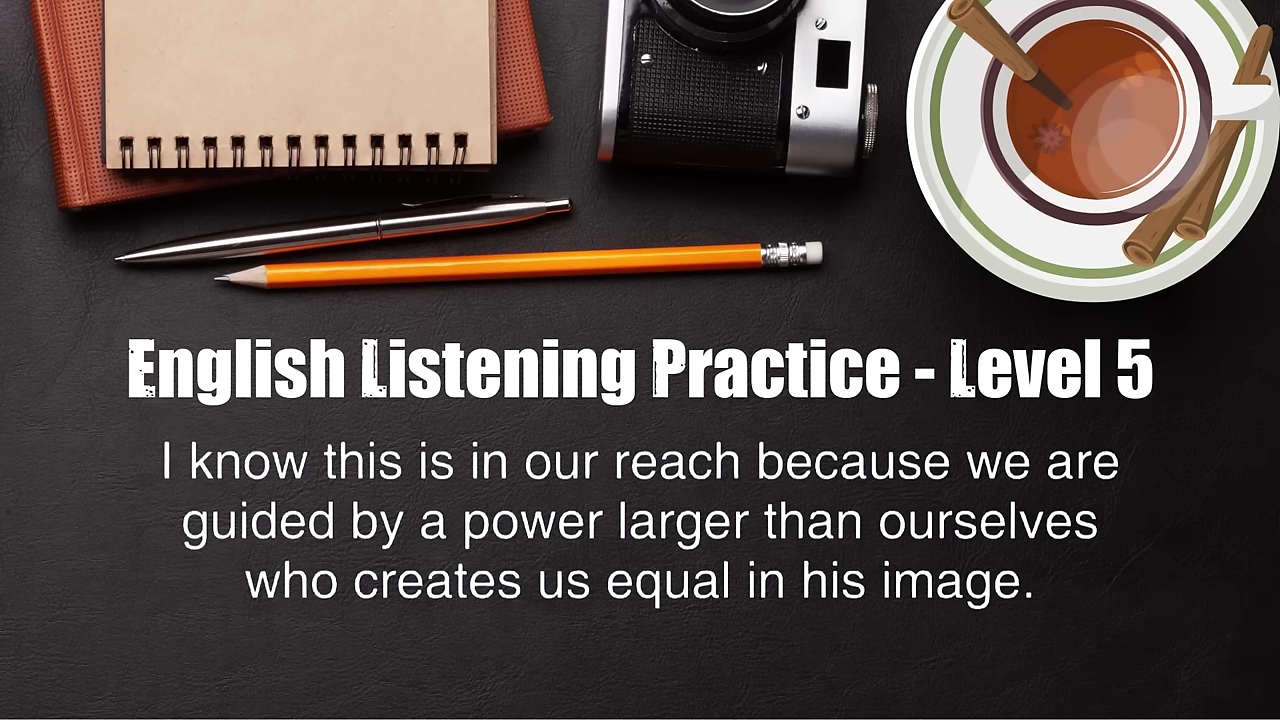 English Listening Practice - Level 5
I know this is in our reach because we are
guided by a power larger than ourselves
who creates us equal in his image.